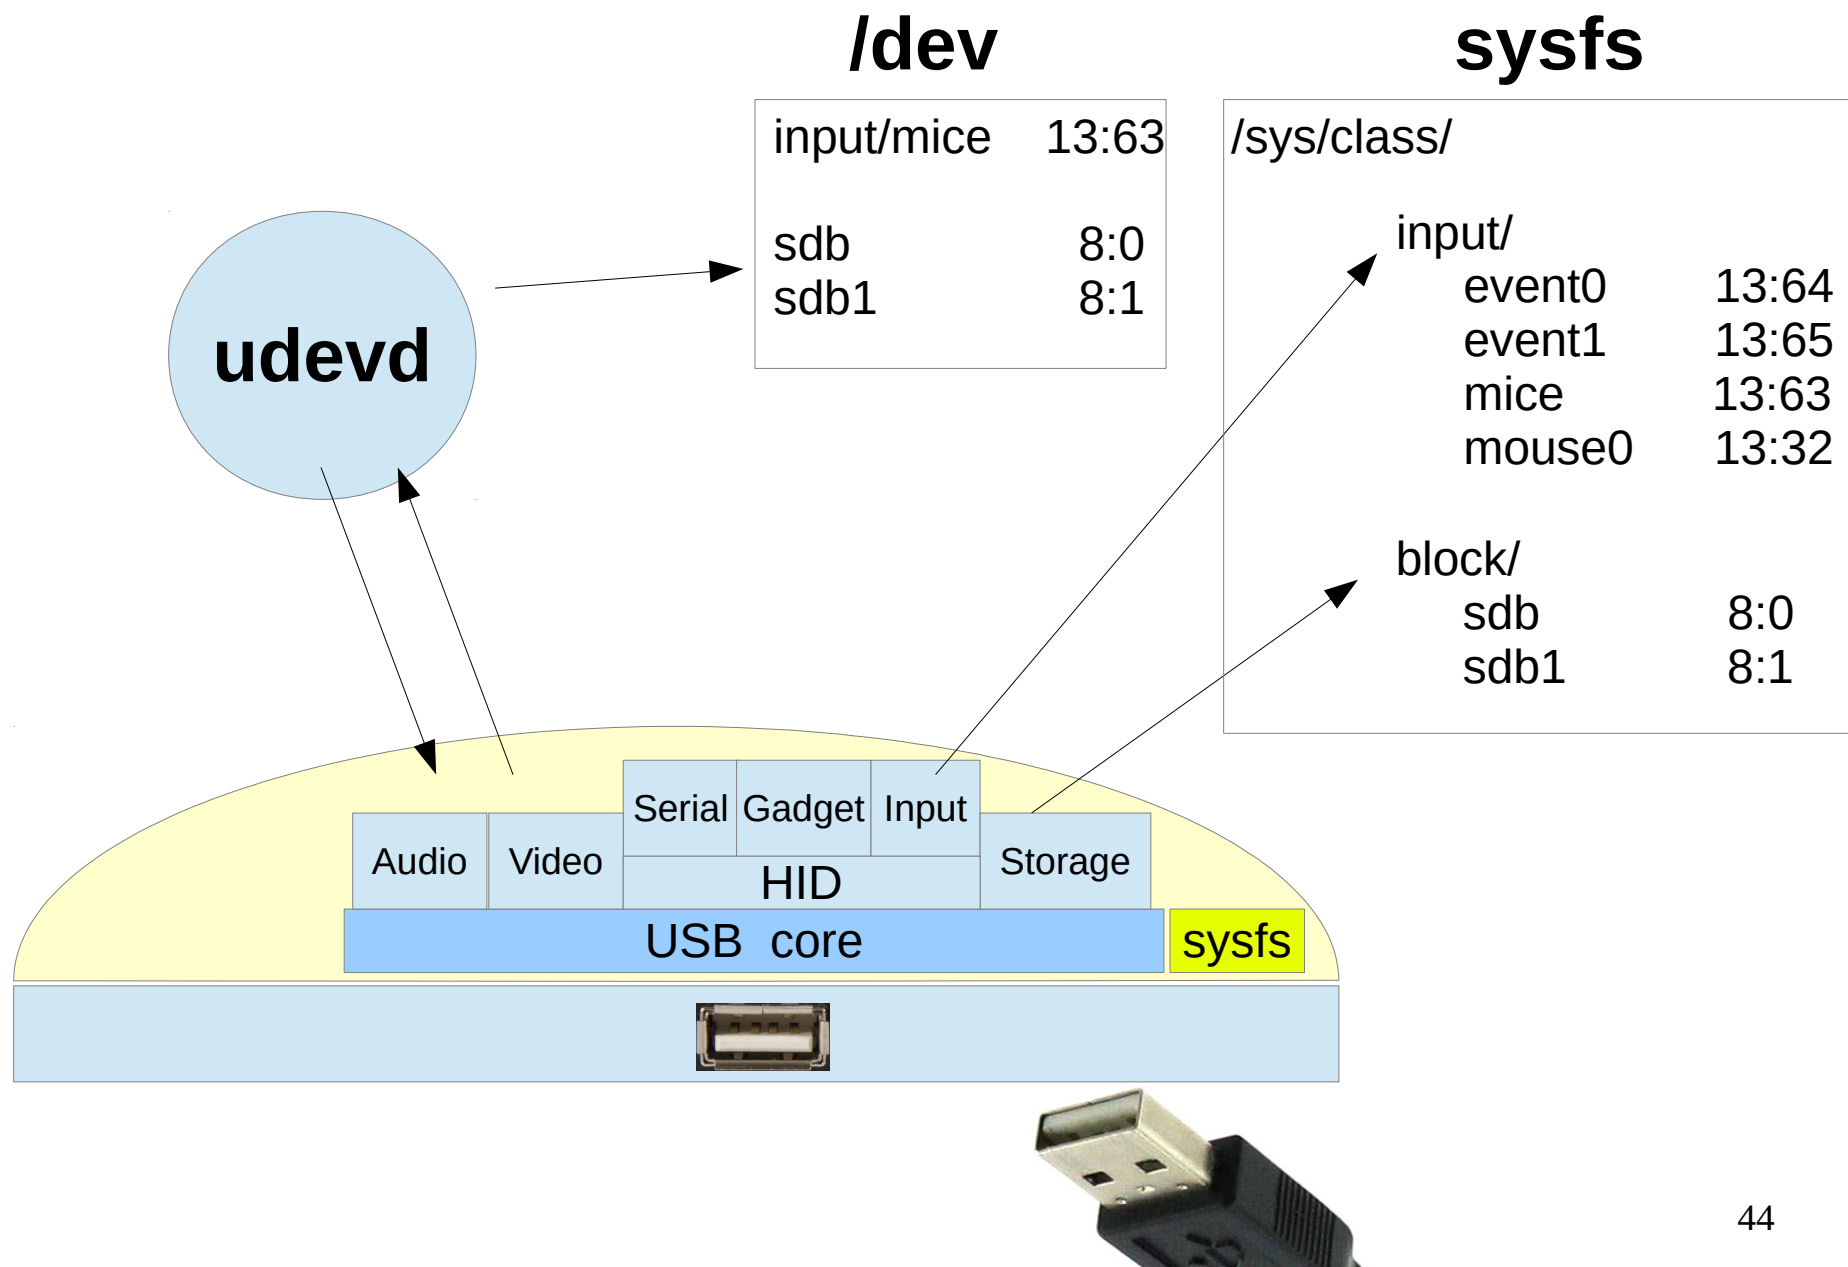 /dev
sysfs
input/mice 13:63
sdb 8:0
sdb1 8:1
/sys/class/
input/
event0 13:64
event1 13:65
mice 13:63
mouse0 13:32
block/
sdb 8:0
sdb1 8:1
udevd
Serial Gadget Input
Audio Video HID Storage
USB core sysfs
44